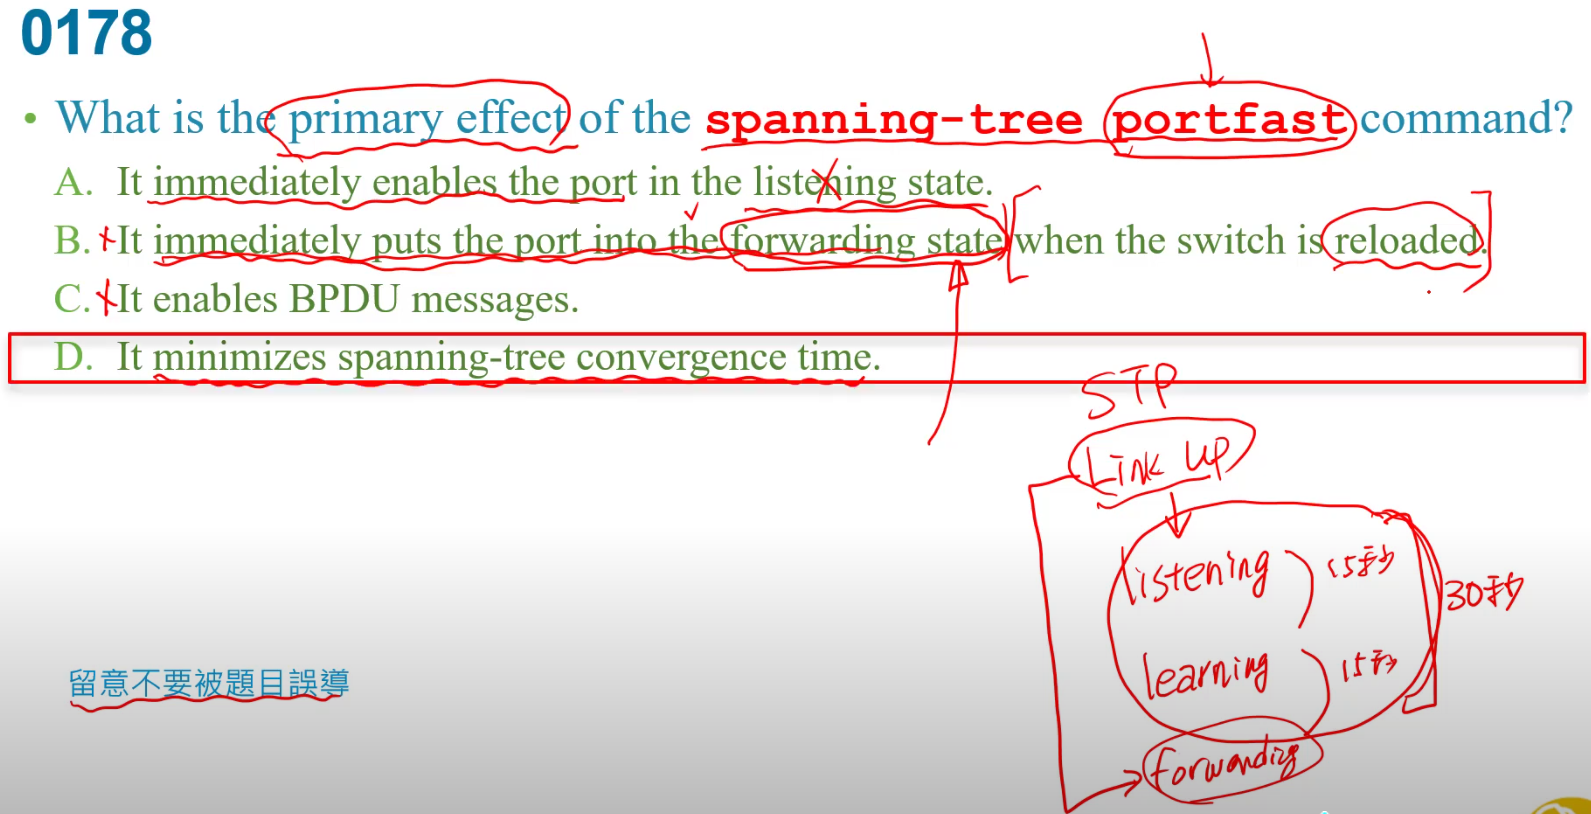 0178
• What is the primary effect of the spanning-tree portfast command?
A. It immediately enables the port in the listening state.
B. It immediately puts the port into the forwarding state when the switch is reloaded.
C. It enables BPDU messages.
D. It minimizes spanning-tree convergence time.
STP
Link up
listening 15秒
30秒
learning 15秒
forwarding
留意不要被題目誤導